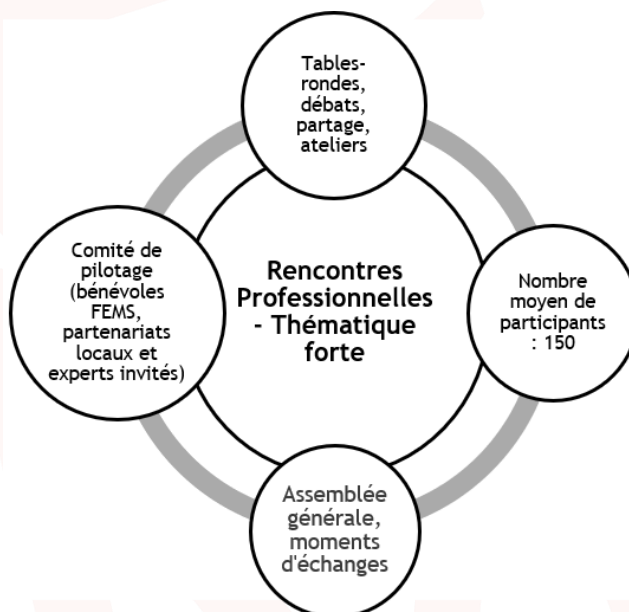 Tables-
rondes,
débats,
partage,
ateliers
Comité de
pilotage
(bénévoles
FEMS,
partenariats
locaux et
experts invités)
Rencontres
Professionnelles
- Thématique
forte
Nombre
moyen de
participants
: 150
Assemblée
générale,
moments
d'échanges